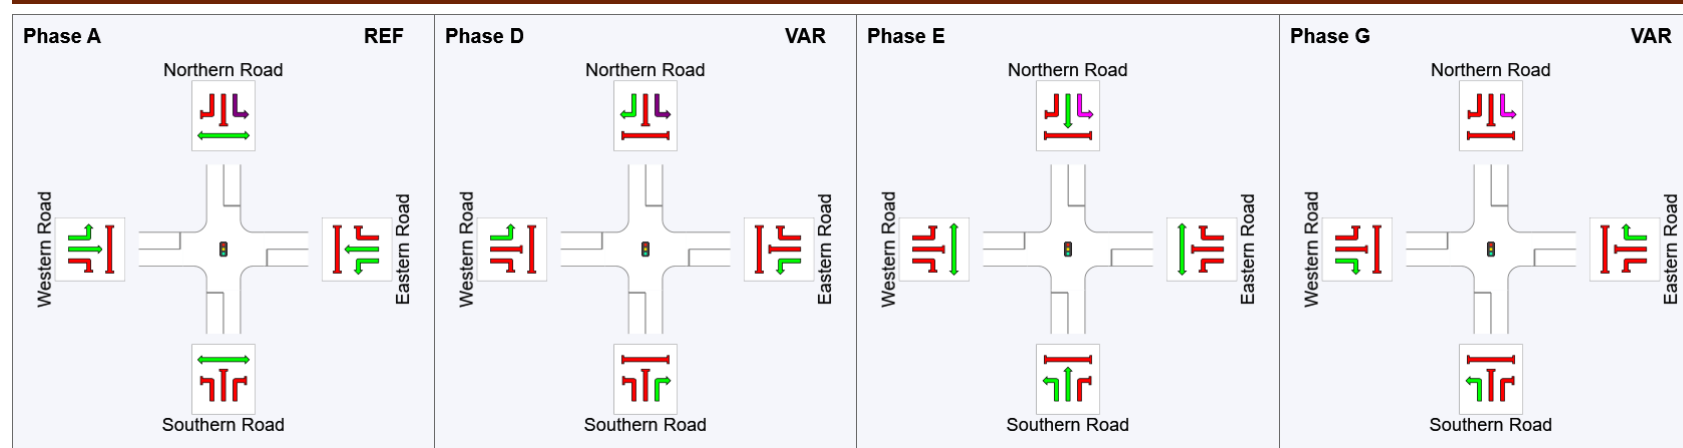 Phase A REF
Northern Road
Western Road
Eastern Road
Southern Road
Phase D VAR
Northern Road
Western Road
Eastern Road
Southern Road
Phase E
Northern Road
Western Road
Eastern Road
Southern Road
Phase G VAR
Northern Road
Western Road
Eastern Road
Southern Road